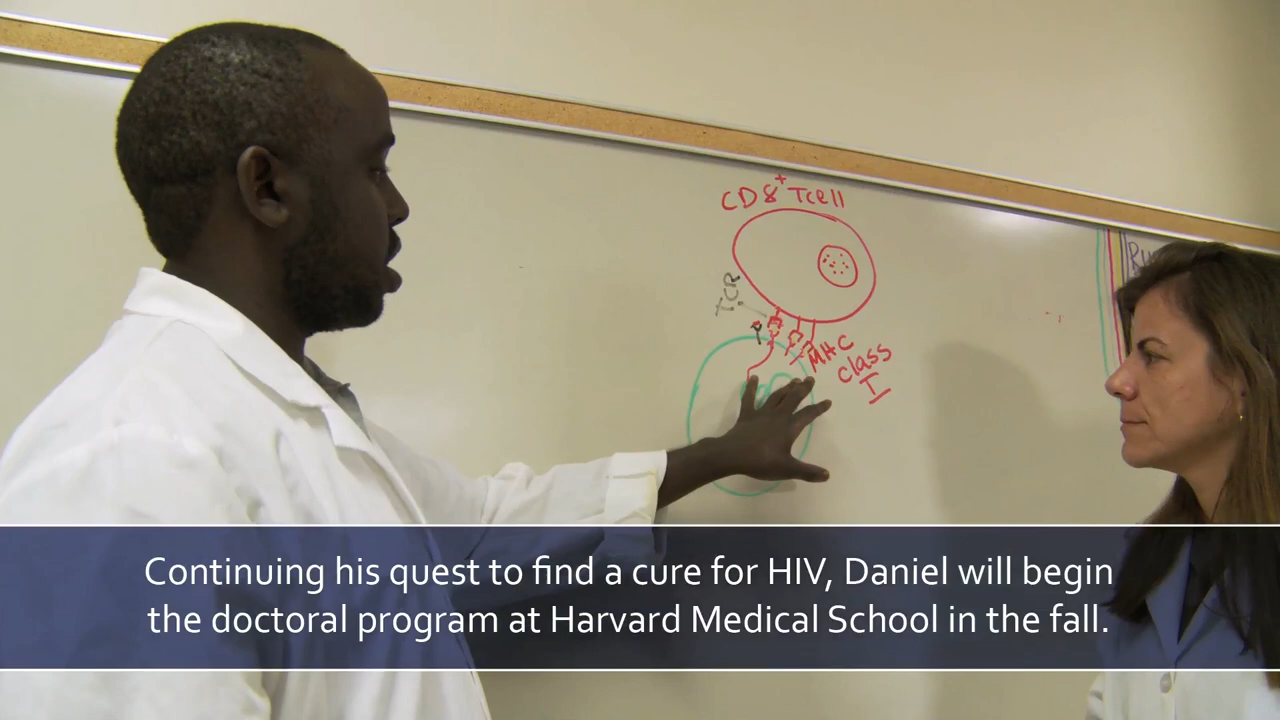 CD8+ Tcell
TCR
P
MHC
class
I
Continuing his quest to find a cure for HIV, Daniel will begin
the doctoral program at Harvard Medical School in the fall.